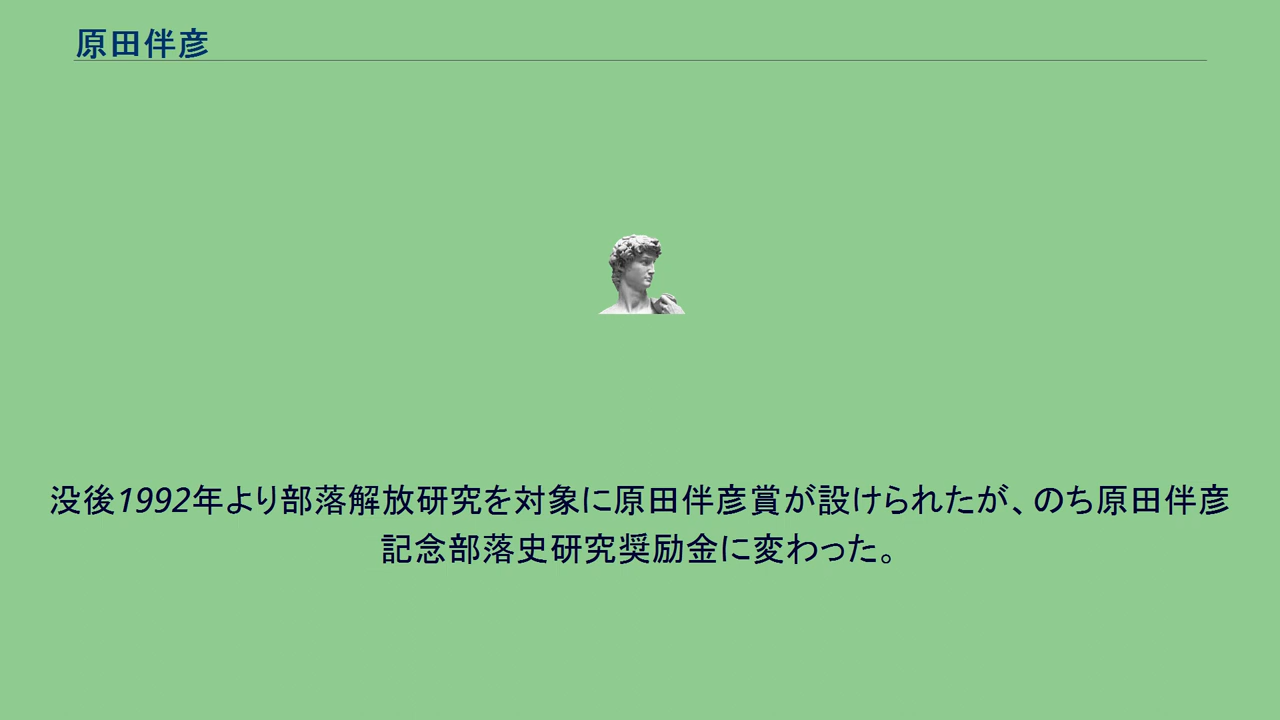 原田伴彦
没後1992年より部落解放研究を対象に原田伴彦賞が設けられたが、のち原田伴彦
記念部落史研究奨励金に変わった。